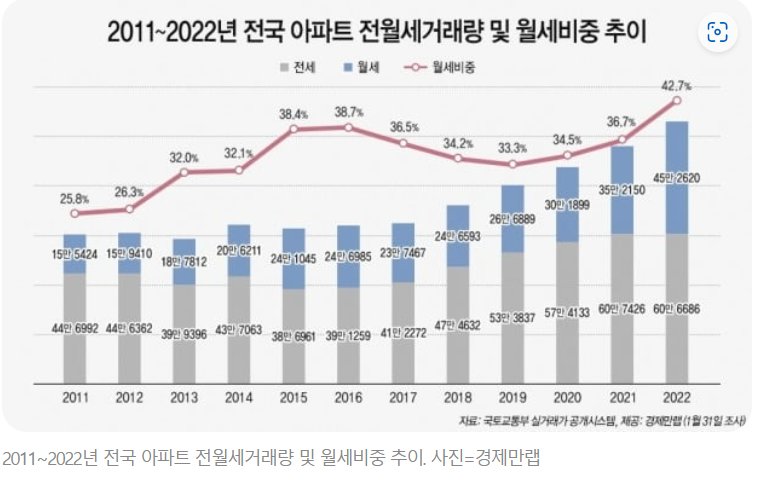 2011~2022년 전국 아파트 전월세거래량 및 월세비중 추이
전세 월세 월세비중
25.8% 26.3% 32.0% 32.1% 38.4% 38.7% 36.5% 34.2% 33.3% 34.5% 36.7% 42.7%
15만 5424 15만 9410 18만 7812 20만 6211 24만 1045 24만 6985 23만 7467 24만 6593 26만 6889 30만 1899 35만 2150 45만 2620
44만 6992 44만 6362 39만 9396 43만 7063 38만 6961 39만 1259 41만 2272 47만 4632 53만 3837 57만 4133 60만 7426 60만 6686
2011 2012 2013 2014 2015 2016 2017 2018 2019 2020 2021 2022
자료: 국토교통부 실거래가 공개시스템, 제공: 경제만랩 (1월 31일 조사)
2011~2022년 전국 아파트 전월세거래량 및 월세비중 추이. 사진=경제만랩